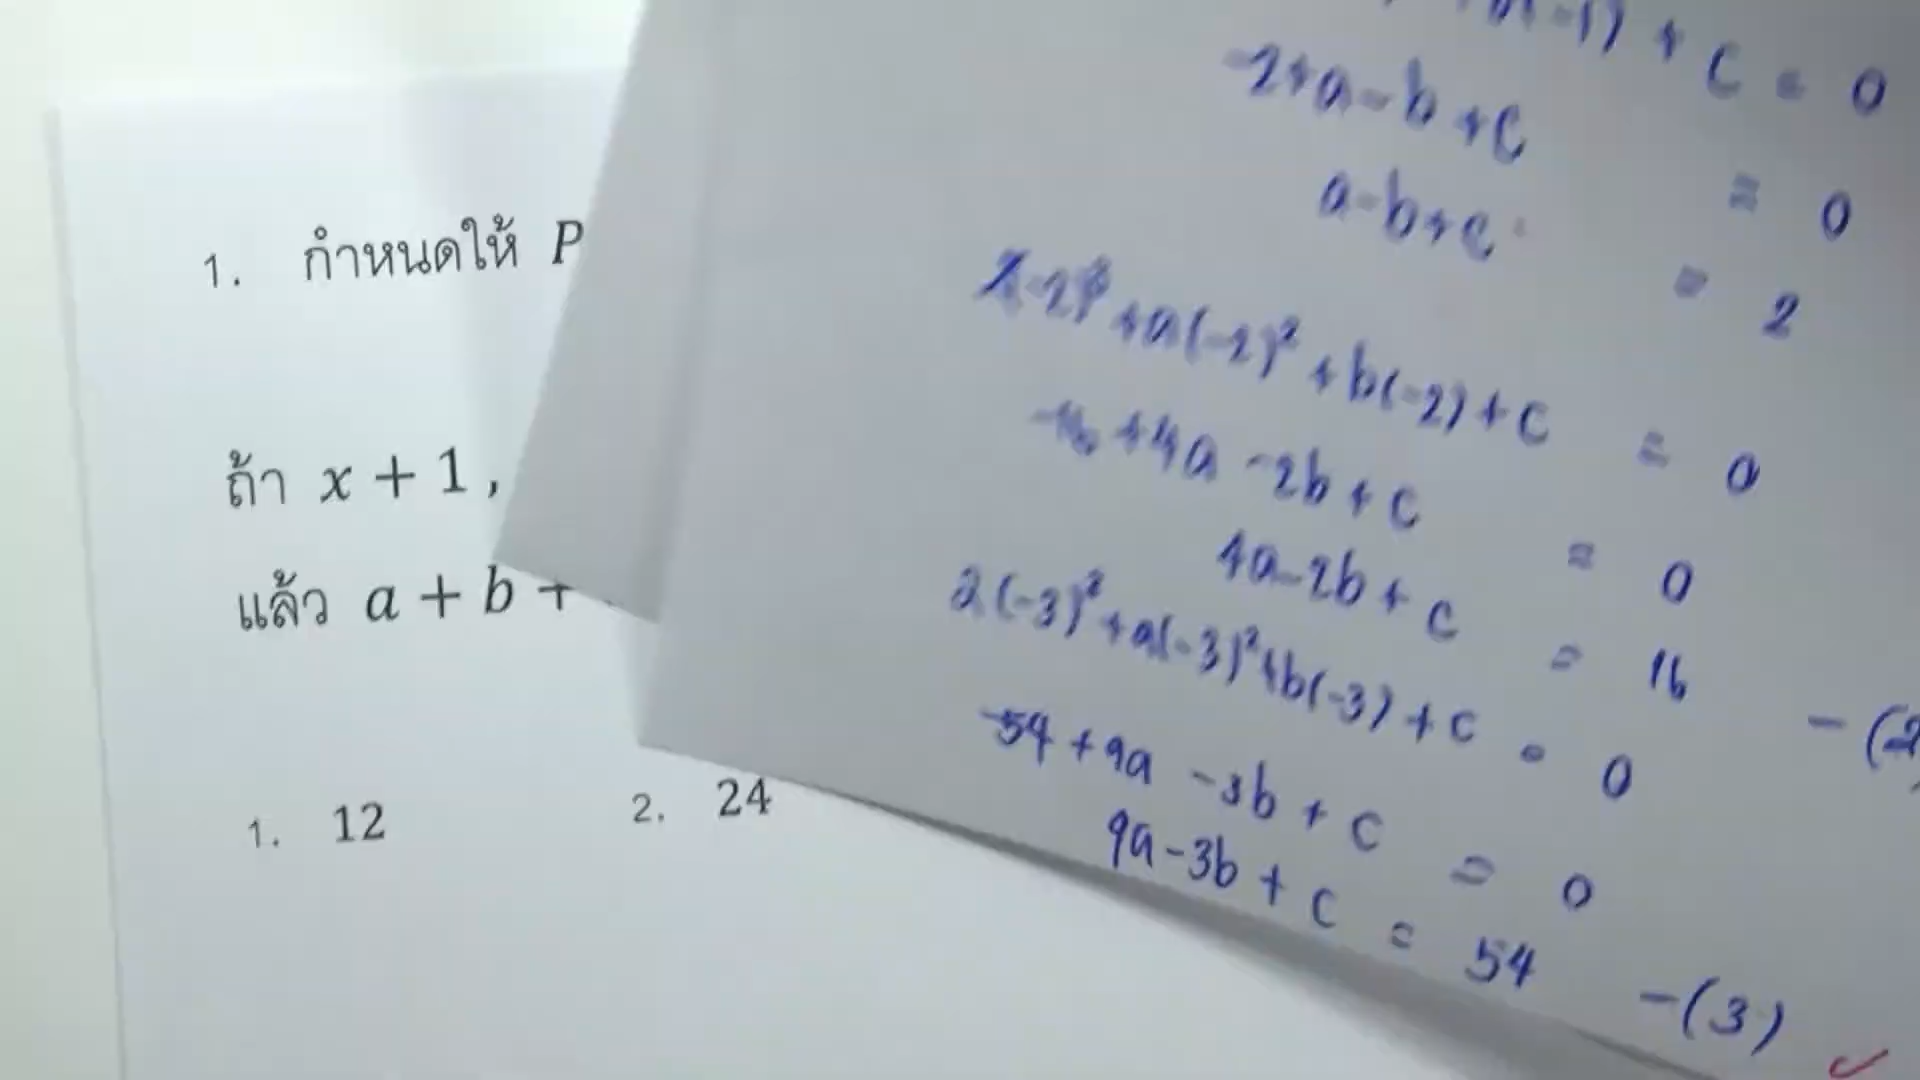 1. กำหนดให้ P
ถ้า x + 1,
แล้ว a + b +
1. 12
2. 24
(-1) + c = 0
-2+a-b+c = 0
a-b+c = 2
+a(-2)² + b(-2) + c = 0
-16 + 4a -2b + c = 0
4a-2b + c = 16 -(2
2(-3)³ + a(-3)² + b(-3) + c = 0
-54 + 9a -3b + c = 0
9a-3b + c = 54 -(3)